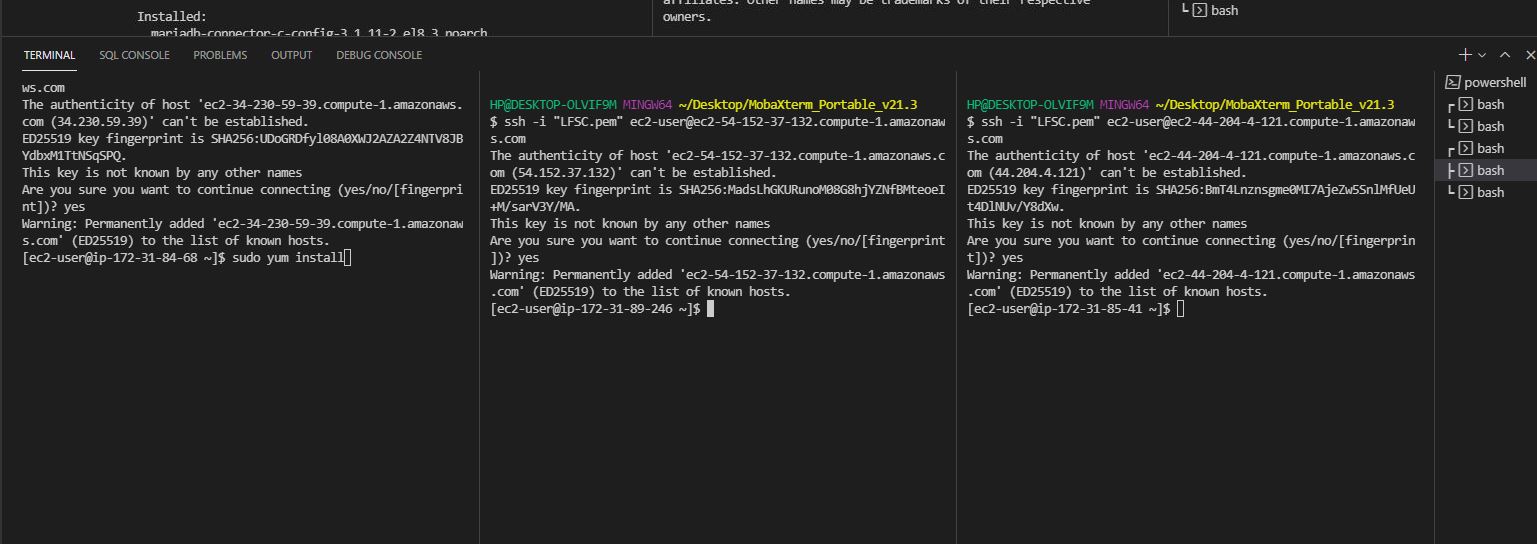 Installed:
mariadb-connector-c-config-3.1.11-2.el8_3.noarch
affiliates. Other names may be trademarks of their respective
owners.
bash
TERMINAL SQL CONSOLE PROBLEMS OUTPUT DEBUG CONSOLE
ws.com
The authenticity of host 'ec2-34-230-59-39.compute-1.amazonaws.
com (34.230.59.39)' can't be established.
ED25519 key fingerprint is SHA256:UDoGRDfyl08A0XWJ2AZA2Z4NTV8JB
YdbxM1TtNSqSPQ.
This key is not known by any other names
Are you sure you want to continue connecting (yes/no/[fingerpri
nt])? yes
Warning: Permanently added 'ec2-34-230-59-39.compute-1.amazonaw
s.com' (ED25519) to the list of known hosts.
[ec2-user@ip-172-31-84-68 ~]$ sudo yum install
HP@DESKTOP-OLVIF9M MINGW64 ~/Desktop/MobaXterm_Portable_v21.3
$ ssh -i "LFSC.pem" ec2-user@ec2-54-152-37-132.compute-1.amazonaw
s.com
The authenticity of host 'ec2-54-152-37-132.compute-1.amazonaws.c
om (54.152.37.132)' can't be established.
ED25519 key fingerprint is SHA256:MadsLhGKURunoM08G8hjYZNfBMteoeI
+M/sarV3Y/MA.
This key is not known by any other names
Are you sure you want to continue connecting (yes/no/[fingerprint
])? yes
Warning: Permanently added 'ec2-54-152-37-132.compute-1.amazonaws
.com' (ED25519) to the list of known hosts.
[ec2-user@ip-172-31-89-246 ~]$
HP@DESKTOP-OLVIF9M MINGW64 ~/Desktop/MobaXterm_Portable_v21.3
$ ssh -i "LFSC.pem" ec2-user@ec2-44-204-4-121.compute-1.amazonaw
s.com
The authenticity of host 'ec2-44-204-4-121.compute-1.amazonaws.c
om (44.204.4.121)' can't be established.
ED25519 key fingerprint is SHA256:BmT4Lnznsgme0MI7AjeZw5SnlMfUeU
t4DlNUv/Y8dXw.
This key is not known by any other names
Are you sure you want to continue connecting (yes/no/[fingerprin
t])? yes
Warning: Permanently added 'ec2-44-204-4-121.compute-1.amazonaws
.com' (ED25519) to the list of known hosts.
[ec2-user@ip-172-31-85-41 ~]$
powershell
bash
bash
bash
bash
bash